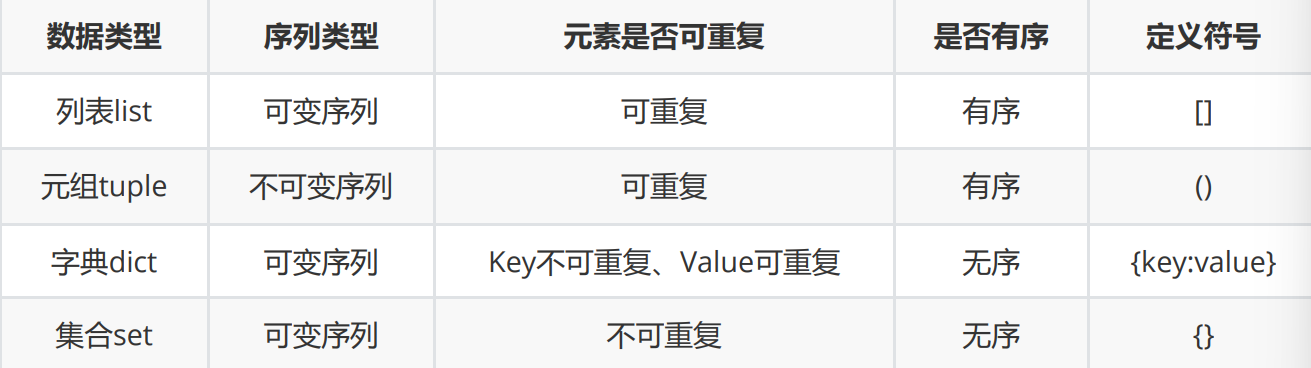 数据类型 序列类型 元素是否可重复 是否有序 定义符号
列表list 可变序列 可重复 有序 []
元组tuple 不可变序列 可重复 有序 ()
字典dict 可变序列 Key不可重复、Value可重复 无序 {key:value}
集合set 可变序列 不可重复 无序 {}